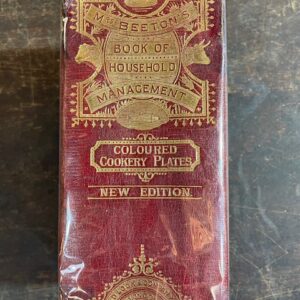 MRS BEETON'S
BOOK OF
HOUSEHOLD
MANAGEMENT
COLOURED
COOKERY PLATES
NEW EDITION.